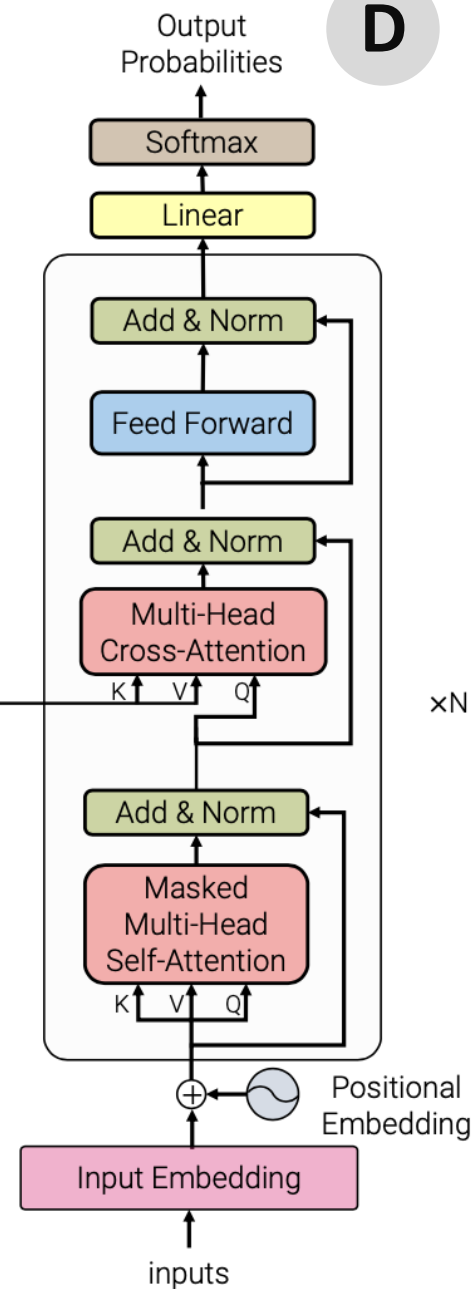 D
Output
Probabilities
Softmax
Linear
Add & Norm
Feed Forward
Add & Norm
Multi-Head
Cross-Attention
K V Q
×N
Add & Norm
Masked
Multi-Head
Self-Attention
K V Q
Positional
Embedding
Input Embedding
inputs